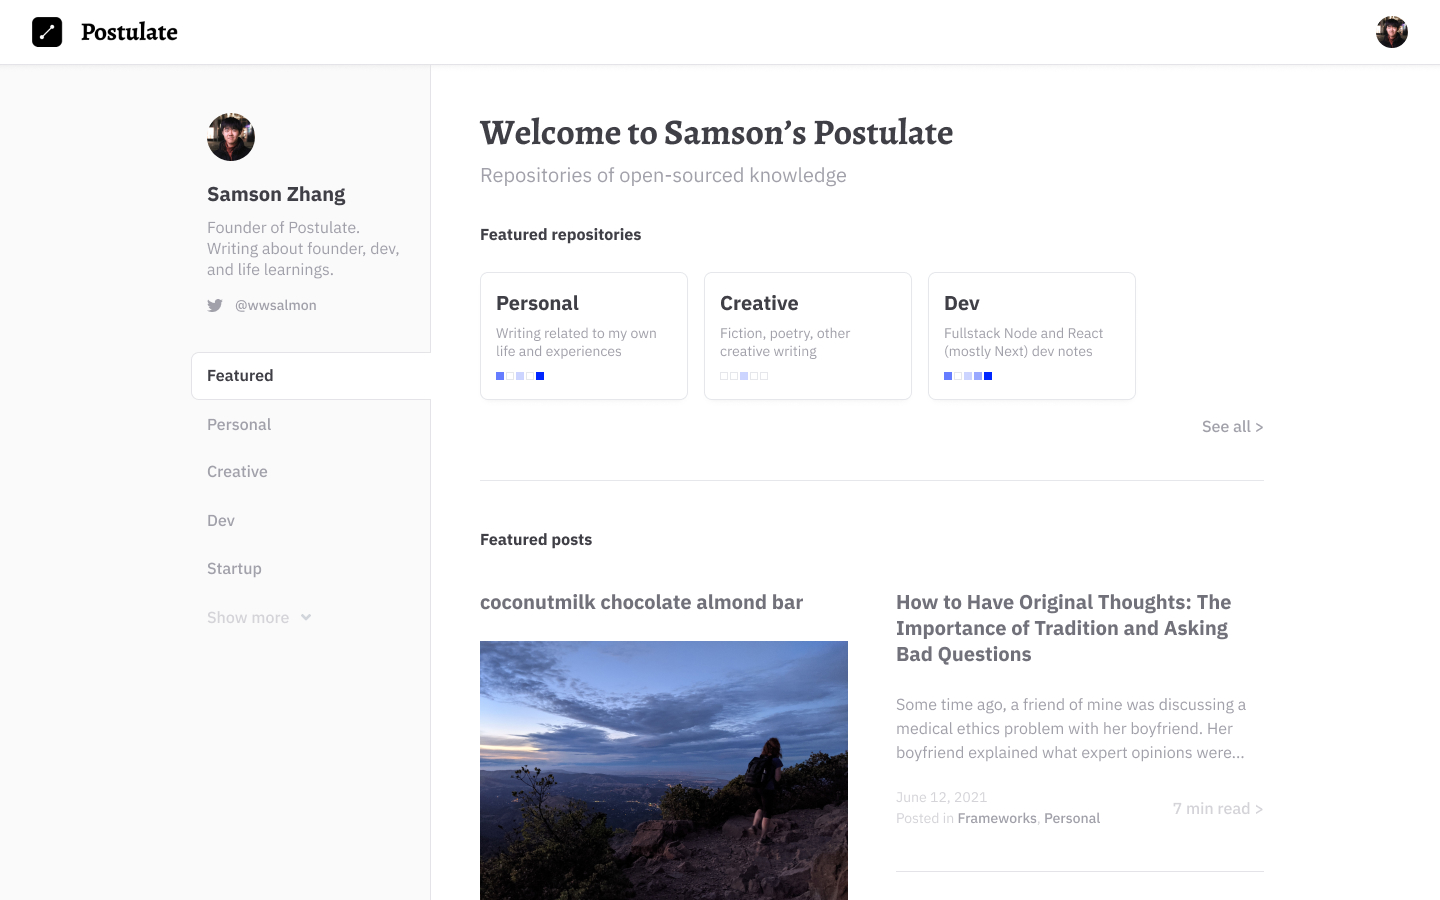 Postulate
Samson Zhang
Founder of Postulate.
Writing about founder, dev,
and life learnings.
@wwsalmon
Featured
Personal
Creative
Dev
Startup
Show more
Welcome to Samson’s Postulate
Repositories of open-sourced knowledge
Featured repositories
Personal
Writing related to my own
life and experiences
Creative
Fiction, poetry, other
creative writing
Dev
Fullstack Node and React
(mostly Next) dev notes
See all >
Featured posts
coconutmilk chocolate almond bar
How to Have Original Thoughts: The
Importance of Tradition and Asking
Bad Questions
Some time ago, a friend of mine was discussing a
medical ethics problem with her boyfriend. Her
boyfriend explained what expert opinions were...
June 12, 2021
Posted in Frameworks, Personal
7 min read >